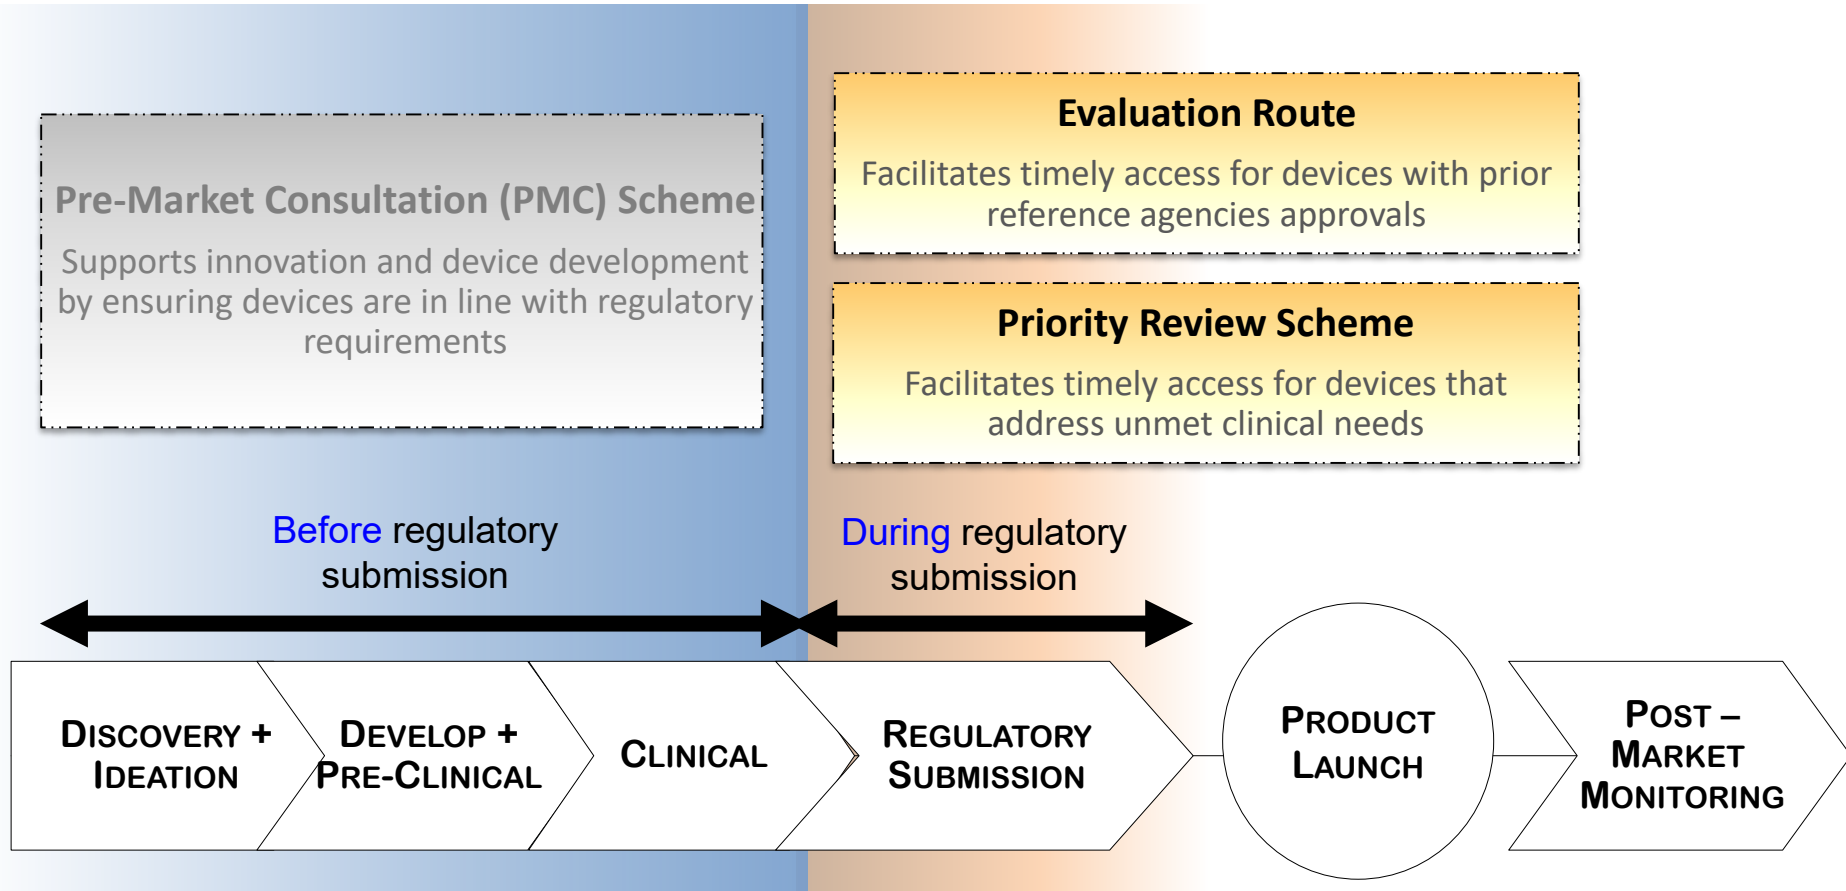 Pre-Market Consultation (PMC) Scheme
Supports innovation and device development
by ensuring devices are in line with regulatory
requirements
Evaluation Route
Facilitates timely access for devices with prior
reference agencies approvals
Priority Review Scheme
Facilitates timely access for devices that
address unmet clinical needs
Before regulatory
submission
During regulatory
submission
DISCOVERY +
IDEATION
DEVELOP +
PRE-CLINICAL
CLINICAL
REGULATORY
SUBMISSION
PRODUCT
LAUNCH
POST –
MARKET
MONITORING